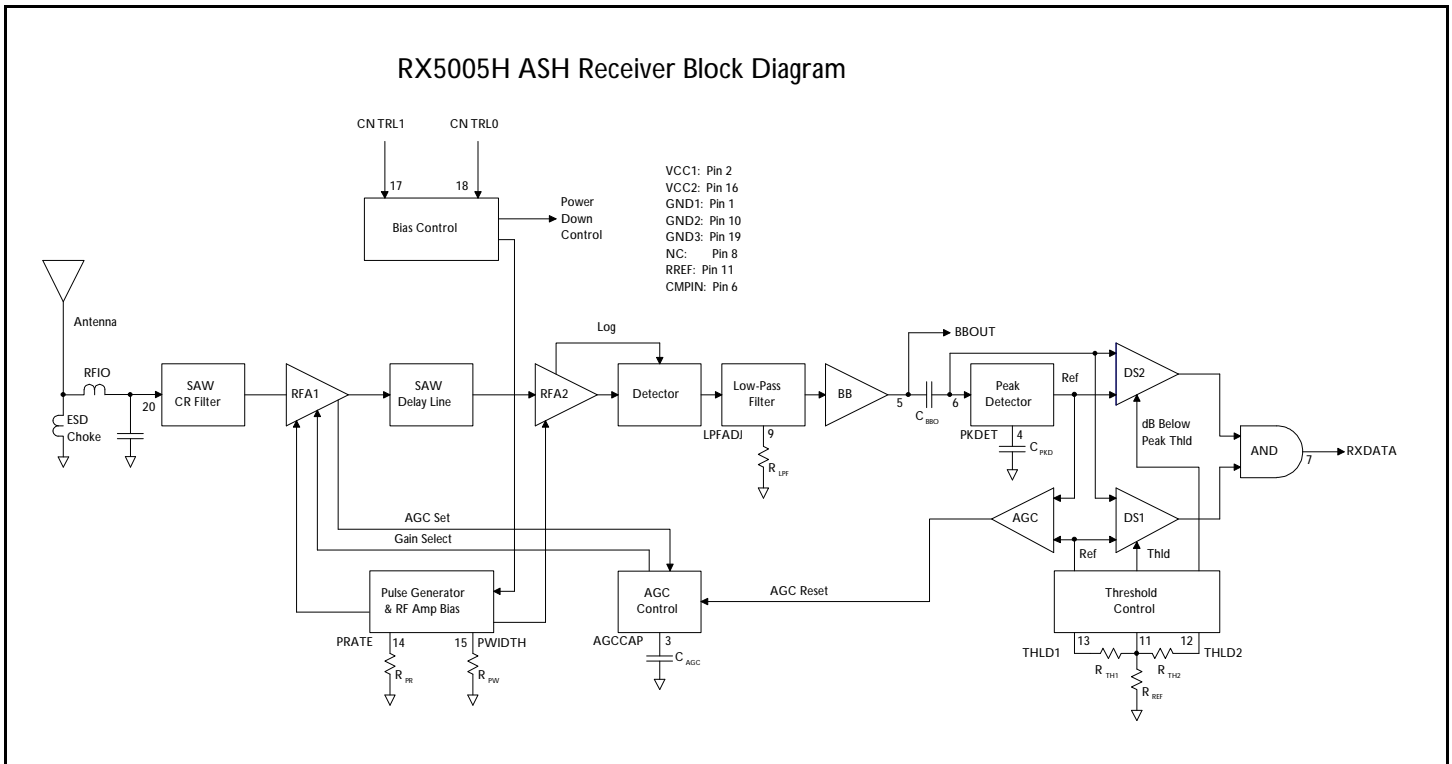 RX5005H ASH Receiver Block Diagram
CNTRL1
CNTRL0
17
18
Bias Control
Power
Down
Control
VCC1: Pin 2
VCC2: Pin 16
GND1: Pin 1
GND2: Pin 10
GND3: Pin 19
NC: Pin 8
RREF: Pin 11
CMPIN: Pin 6
Antenna
RFIO
ESD
Choke
20
SAW
CR Filter
RFA1
SAW
Delay Line
RFA2
Log
Detector
Low-Pass
Filter
LPFADJ
9
R LPF
BB
BBOUT
5
C BBO
6
Peak
Detector
PKDET
4
C PKD
Ref
DS2
dB Below
Peak Thld
AND
7
RXDATA
AGC
DS1
Ref
Thld
AGC Set
Gain Select
Pulse Generator
& RF Amp Bias
PRATE
14
15
PWIDTH
R PR
R PW
AGC
Control
AGCCAP
3
C AGC
AGC Reset
Threshold
Control
13
11
12
THLD1
THLD2
R TH1
R TH2
R REF